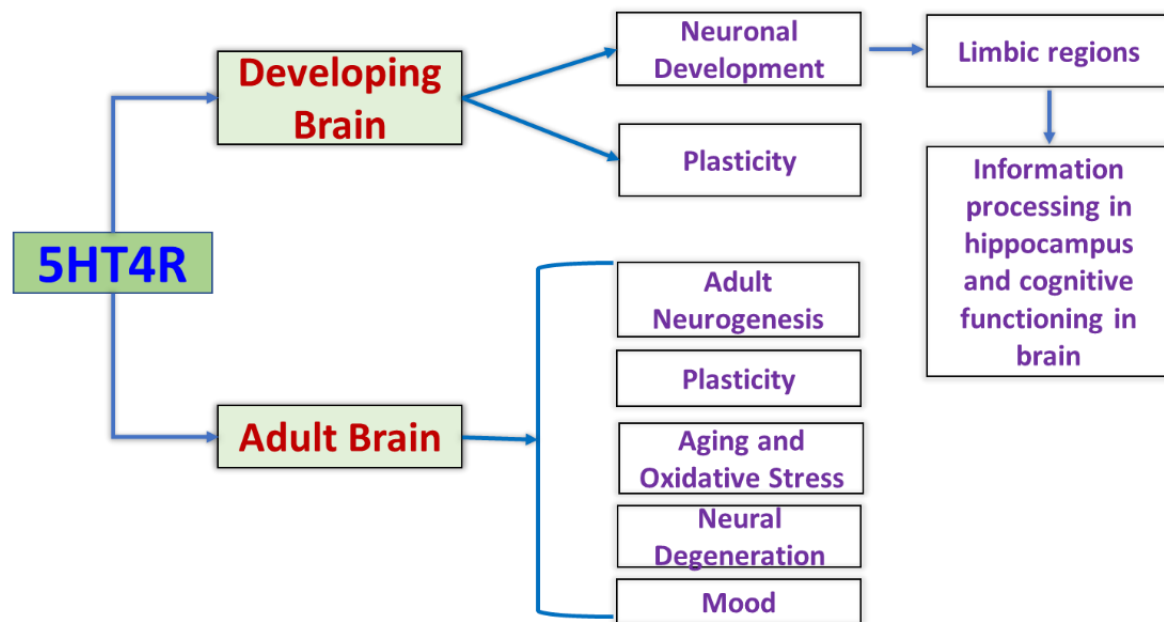 5HT4R
Developing
Brain
Neuronal
Development
Limbic regions
Plasticity
Information
processing in
hippocampus
and cognitive
functioning in
brain
Adult Brain
Adult
Neurogenesis
Plasticity
Aging and
Oxidative Stress
Neural
Degeneration
Mood